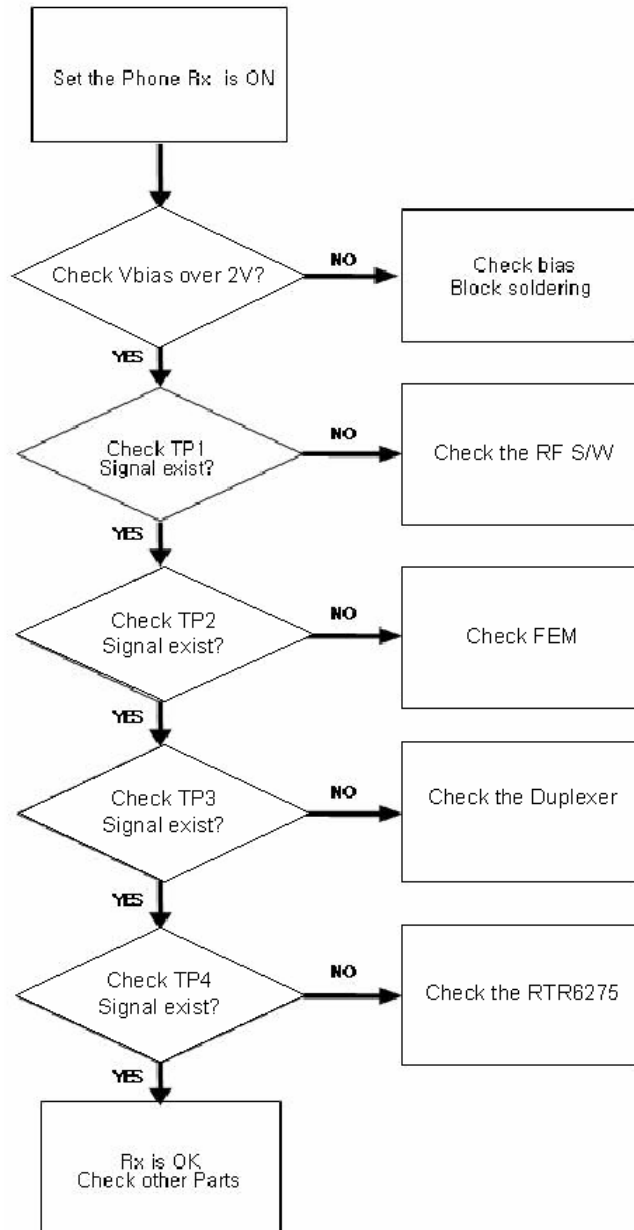 Set the Phone Rx is ON
Check Vbias over 2V?
NO
Check bias
Block soldering
YES
Check TP1
Signal exist?
NO
Check the RF S/W
YES
Check TP2
Signal exist?
NO
Check FEM
YES
Check TP3
Signal exist?
NO
Check the Duplexer
YES
Check TP4
Signal exist?
NO
Check the RTR6275
YES
Rx is OK
Check other Parts